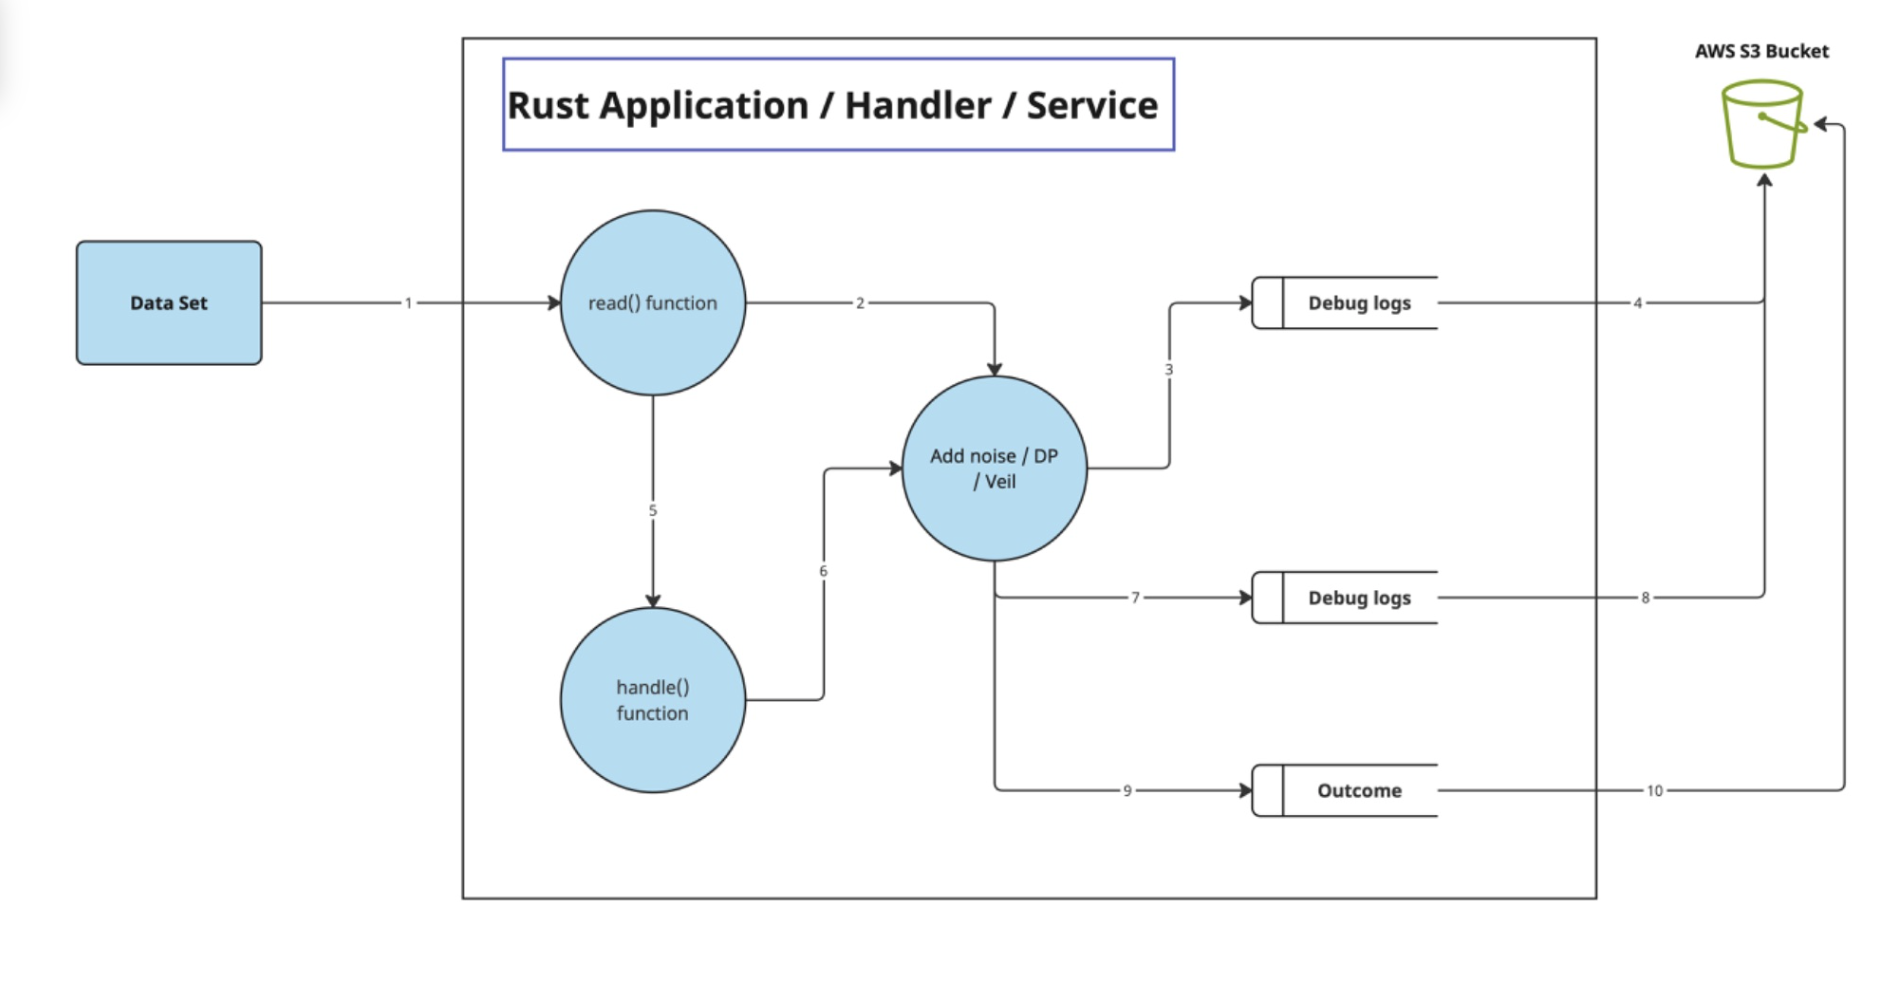 AWS S3 Bucket
Rust Application / Handler / Service
Data Set
1
read() function
2
Debug logs
4
3
Add noise / DP
/ Veil
5
6
7
Debug logs
8
handle()
function
9
Outcome
10